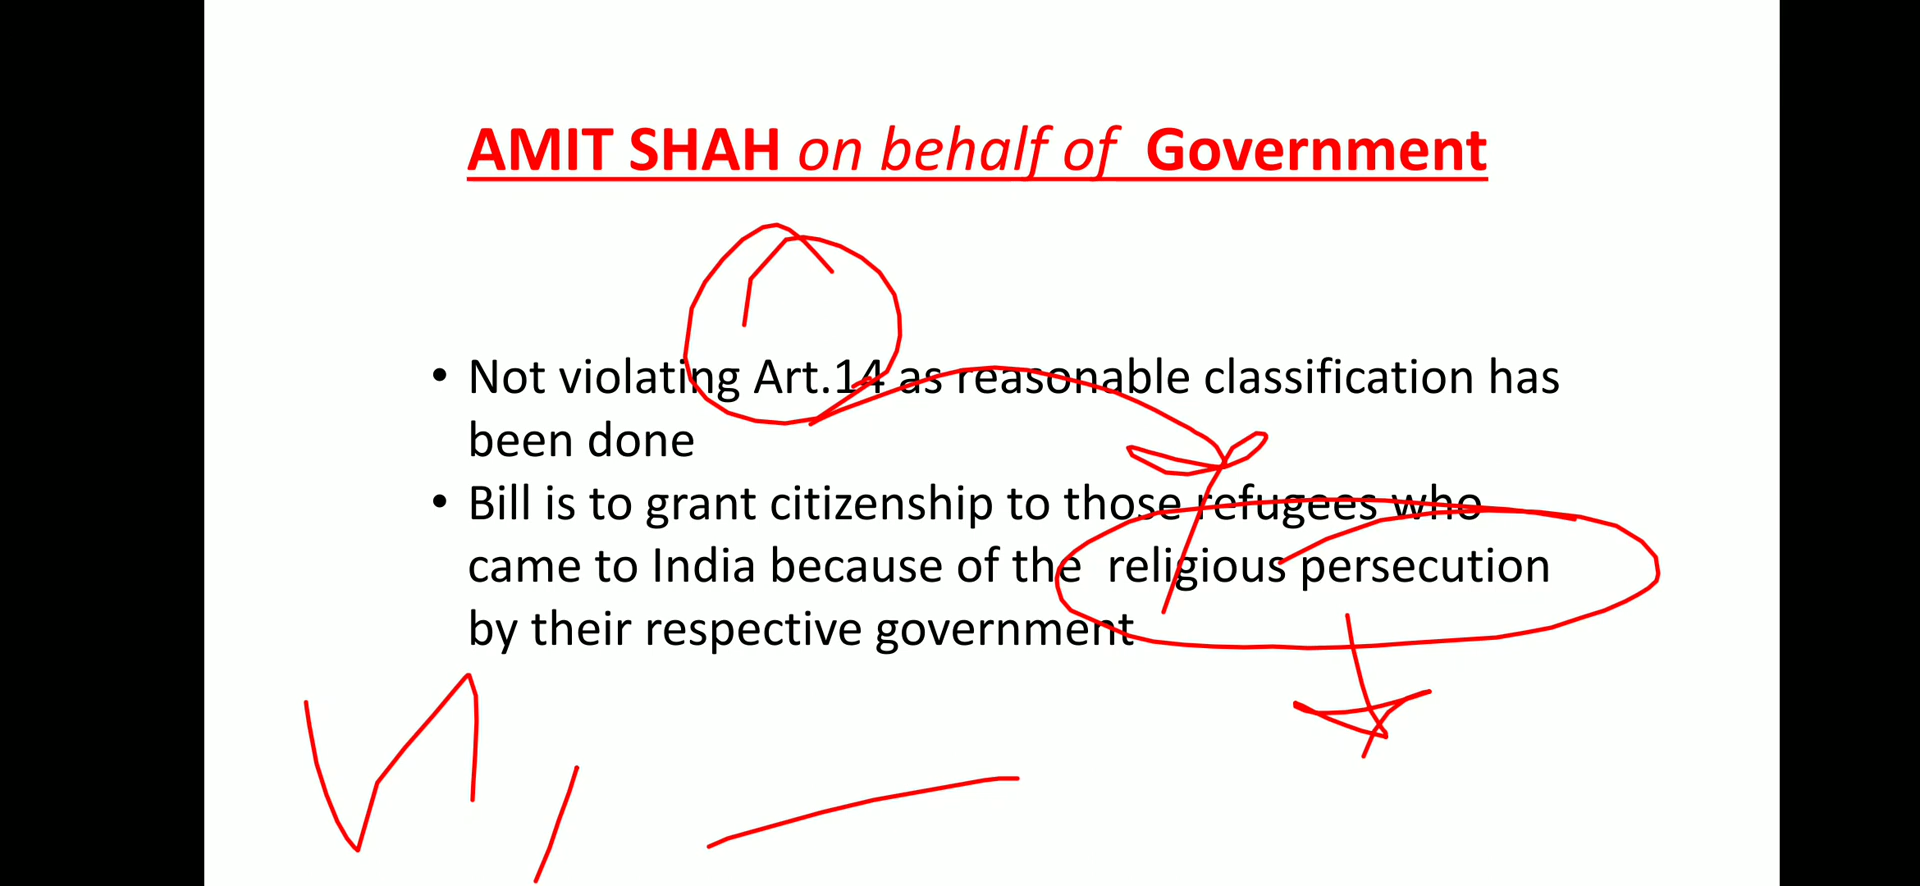 AMIT SHAH on behalf of Government
• Not violating Art.14 as reasonable classification has
been done
• Bill is to grant citizenship to those refugees who
came to India because of the religious persecution
by their respective government